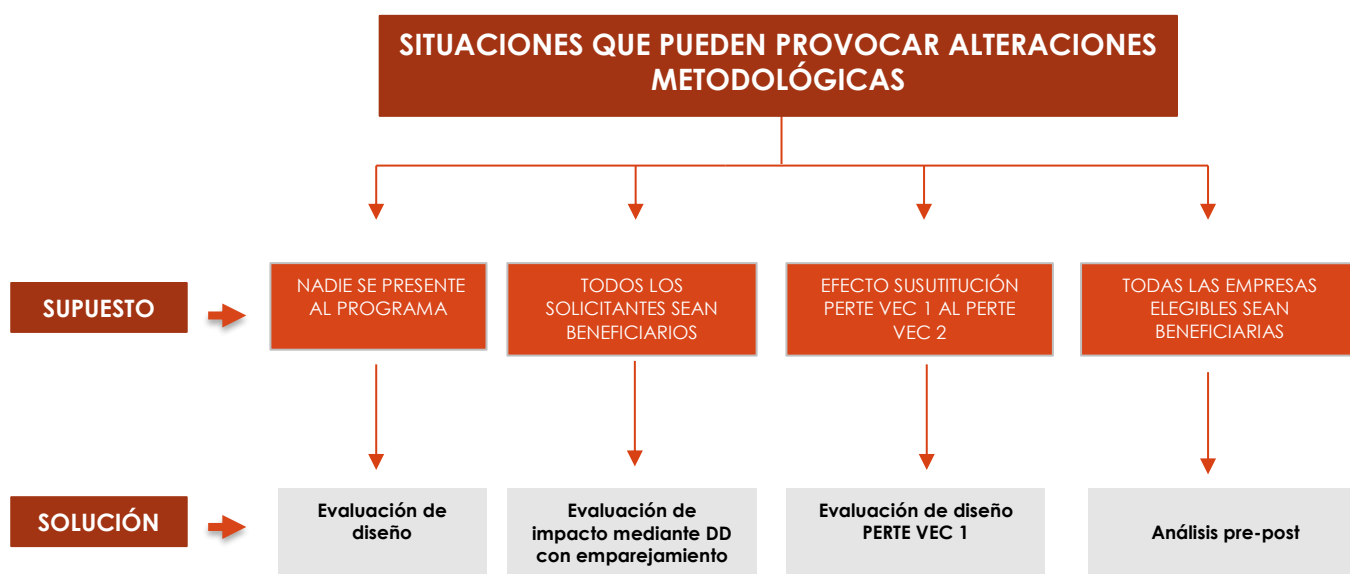 SITUACIONES QUE PUEDEN PROVOCAR ALTERACIONES
METODOLÓGICAS
SUPUESTO
NADIE SE PRESENTE
AL PROGRAMA
TODOS LOS
SOLICITANTES SEAN
BENEFICIARIOS
EFECTO SUSUTITUCIÓN
PERTE VEC 1 AL PERTE
VEC 2
TODAS LAS EMPRESAS
ELEGIBLES SEAN
BENEFICIARIAS
SOLUCIÓN
Evaluación de
diseño
Evaluación de
impacto mediante DD
con emparejamiento
Evaluación de diseño
PERTE VEC 1
Análisis pre-post